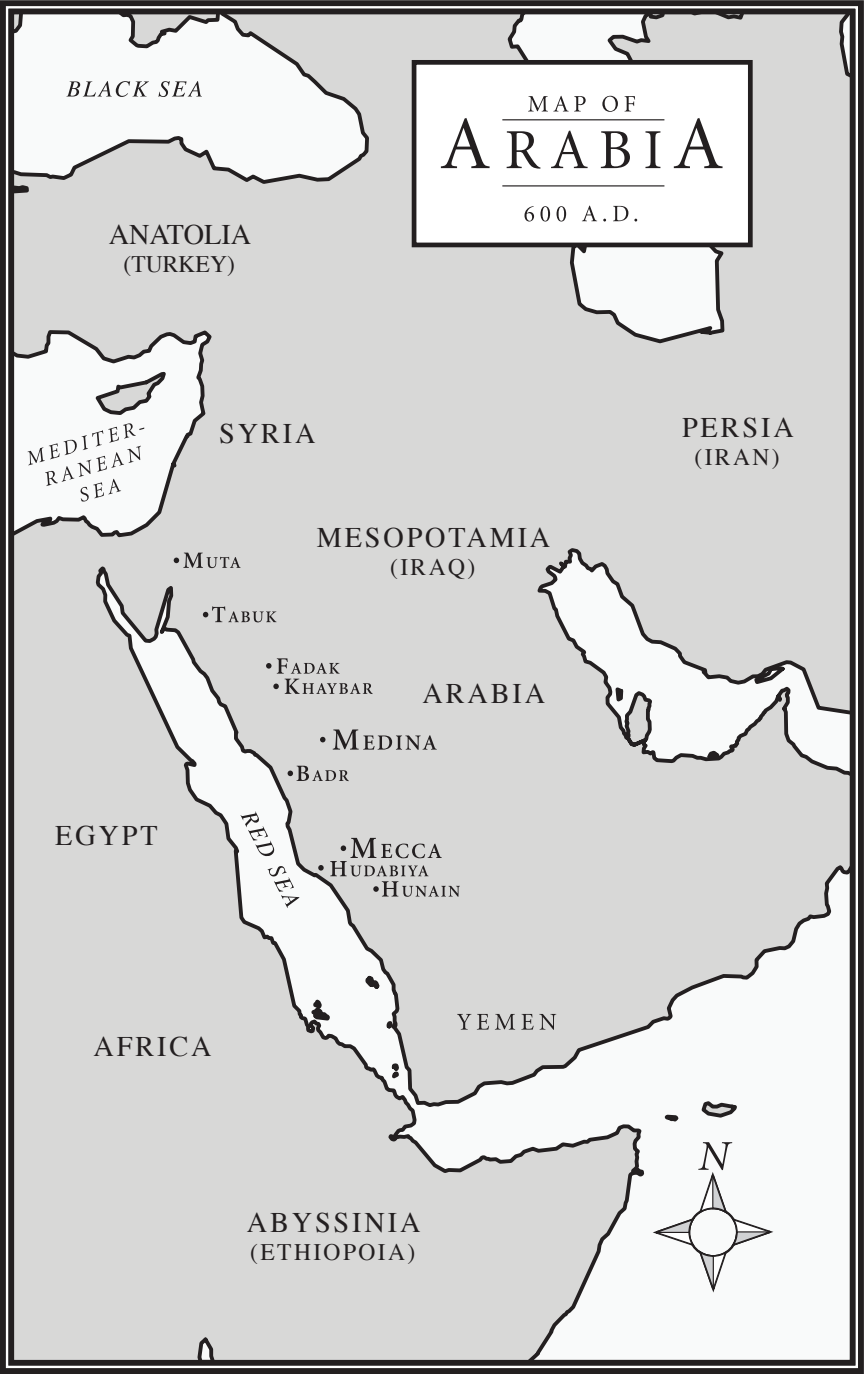 BLACK SEA
MAP OF
ARABIA
600 A.D.
ANATOLIA
(TURKEY)
MEDITER-
RANEAN
SEA
SYRIA
PERSIA
(IRAN)
MESOPOTAMIA
(IRAQ)
•MUTA
•TABUK
•FADAK
•KHAYBAR
ARABIA
•MEDINA
•BADR
EGYPT
RED SEA
•MECCA
•HUDABIYA
•HUNAIN
YEMEN
AFRICA
N
ABYSSINIA
(ETHIOPOIA)